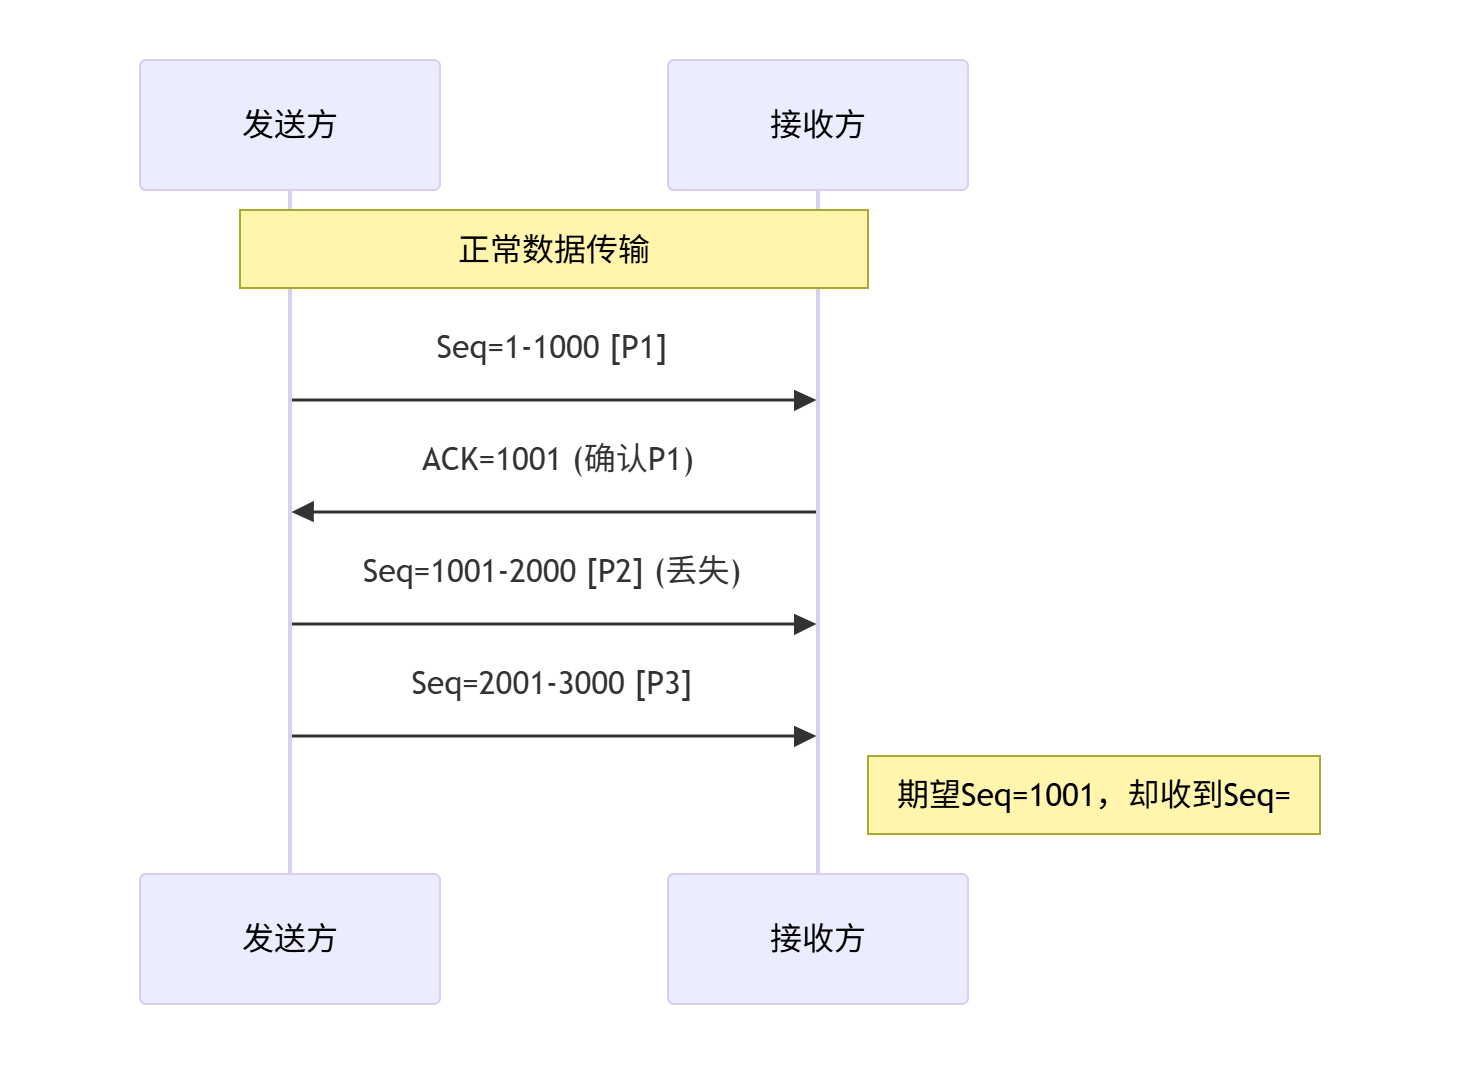 发送方
接收方
正常数据传输
Seq=1-1000 [P1]
ACK=1001 (确认P1)
Seq=1001-2000 [P2] (丢失)
Seq=2001-3000 [P3]
期望Seq=1001，却收到Seq=
发送方
接收方